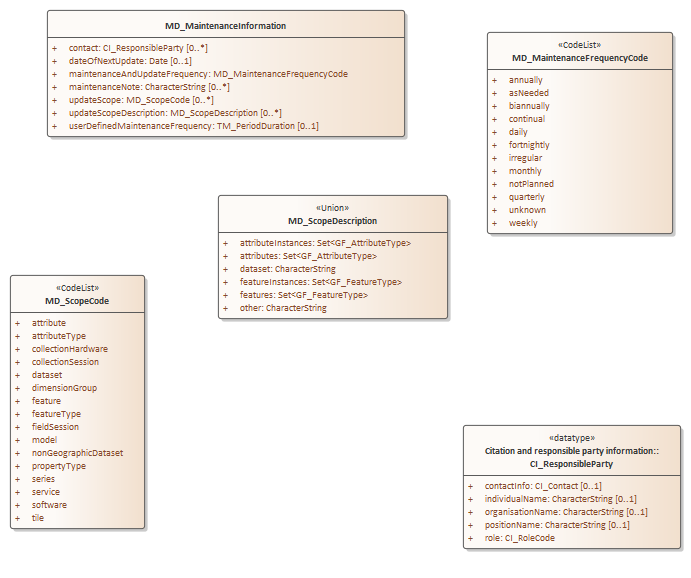 MD_MaintenanceInformation
+ contact: CI_ResponsibleParty [0..*]
+ dateOfNextUpdate: Date [0..1]
+ maintenanceAndUpdateFrequency: MD_MaintenanceFrequencyCode
+ maintenanceNote: CharacterString [0..*]
+ updateScope: MD_ScopeCode [0..*]
+ updateScopeDescription: MD_ScopeDescription [0..*]
+ userDefinedMaintenanceFrequency: TM_PeriodDuration [0..1]
«CodeList»
MD_MaintenanceFrequencyCode
+ annually
+ asNeeded
+ biannually
+ continual
+ daily
+ fortnightly
+ irregular
+ monthly
+ notPlanned
+ quarterly
+ unknown
+ weekly
«Union»
MD_ScopeDescription
+ attributeInstances: Set<GF_AttributeType>
+ attributes: Set<GF_AttributeType>
+ dataset: CharacterString
+ featureInstances: Set<GF_FeatureType>
+ features: Set<GF_FeatureType>
+ other: CharacterString
«CodeList»
MD_ScopeCode
+ attribute
+ attributeType
+ collectionHardware
+ collectionSession
+ dataset
+ dimensionGroup
+ feature
+ featureType
+ fieldSession
+ model
+ nonGeographicDataset
+ propertyType
+ series
+ service
+ software
+ tile
«datatype»
Citation and responsible party information::
CI_ResponsibleParty
+ contactInfo: CI_Contact [0..1]
+ individualName: CharacterString [0..1]
+ organisationName: CharacterString [0..1]
+ positionName: CharacterString [0..1]
+ role: CI_RoleCode